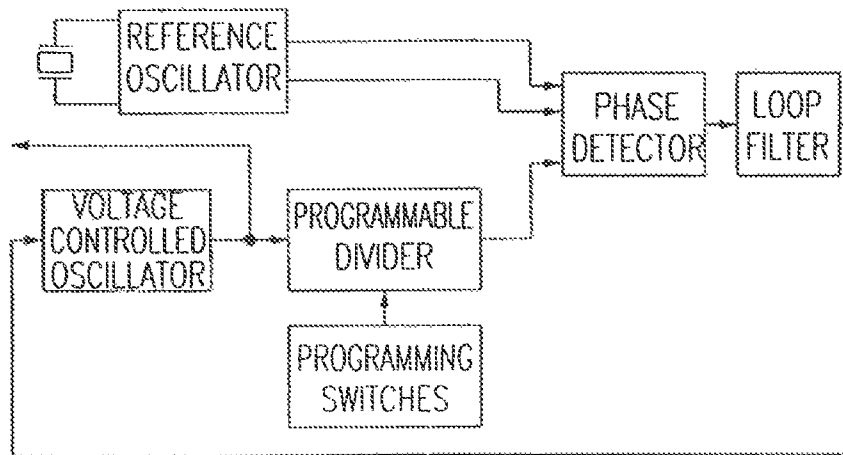 REFERENCE
OSCILLATOR
PHASE
DETECTOR
LOOP
FILTER
VOLTAGE
CONTROLLED
OSCILLATOR
PROGRAMMABLE
DIVIDER
PROGRAMMING
SWITCHES